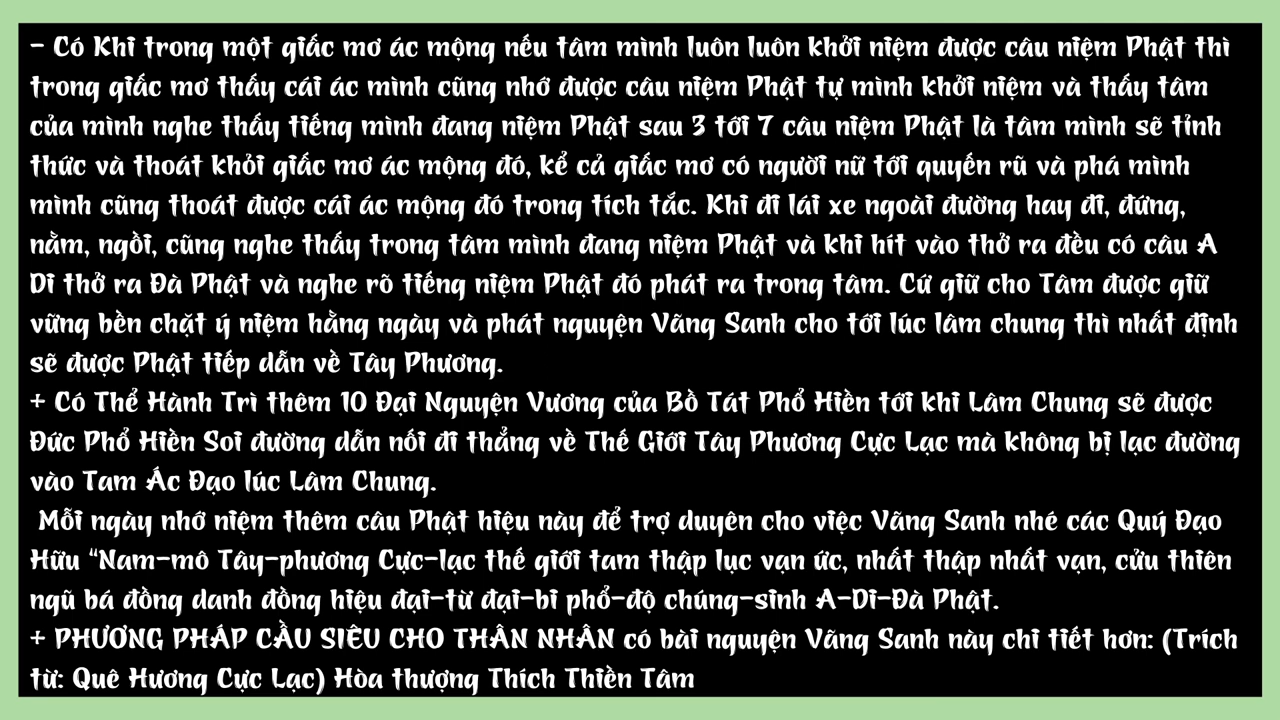 - Có Khi trong một giấc mơ ác mộng nếu tâm mình luôn luôn khởi niệm được câu niệm Phật thì
trong giấc mơ thấy cái ác mình cũng nhớ được câu niệm Phật tự mình khởi niệm và thấy tâm
của mình nghe thấy tiếng mình đang niệm Phật sau 3 tới 7 câu niệm Phật là tâm mình sẽ tỉnh
thức và thoát khỏi giấc mơ ác mộng đó, kể cả giấc mơ có người nữ tới quyến rũ và phá mình
mình cũng thoát được cái ác mộng đó trong tích tắc. Khi đi lái xe ngoài đường hay đi, đứng,
nằm, ngồi, cũng nghe thấy trong tâm mình đang niệm Phật và khi hít vào thở ra đều có câu A
Di thở ra Đà Phật và nghe rõ tiếng niệm Phật đó phát ra trong tâm. Cứ giữ cho Tâm được giữ
vững bền chặt ý niệm hằng ngày và phát nguyện Vãng Sanh cho tới lúc lâm chung thì nhất định
sẽ được Phật tiếp dẫn về Tây Phương.
+ Có Thể Hành Trì thêm 10 Đại Nguyện Vương của Bồ Tát Phổ Hiền tới khi Lâm Chung sẽ được
Đức Phổ Hiền Soi đường dẫn nối đi thẳng về Thế Giới Tây Phương Cực Lạc mà không bị lạc đường
vào Tam Ác Đạo lúc Lâm Chung.
Mỗi ngày nhớ niệm thêm câu Phật hiệu này để trợ duyên cho việc Vãng Sanh nhé các Quý Đạo
Hữu "Nam-mô Tây-phương Cực-lạc thế giới tam thập lục vạn ức, nhất thập nhất vạn, cửu thiên
ngũ bá đồng danh đồng hiệu đại-từ đại-bi phổ-độ chúng-sinh A-Di-Đà Phật.
+ PHƯƠNG PHÁP CẦU SIÊU CHO THÂN NHÂN có bài nguyện Vãng Sanh này chi tiết hơn: (Trích
từ: Quê Hương Cực Lạc) Hòa thượng Thích Thiền Tâm